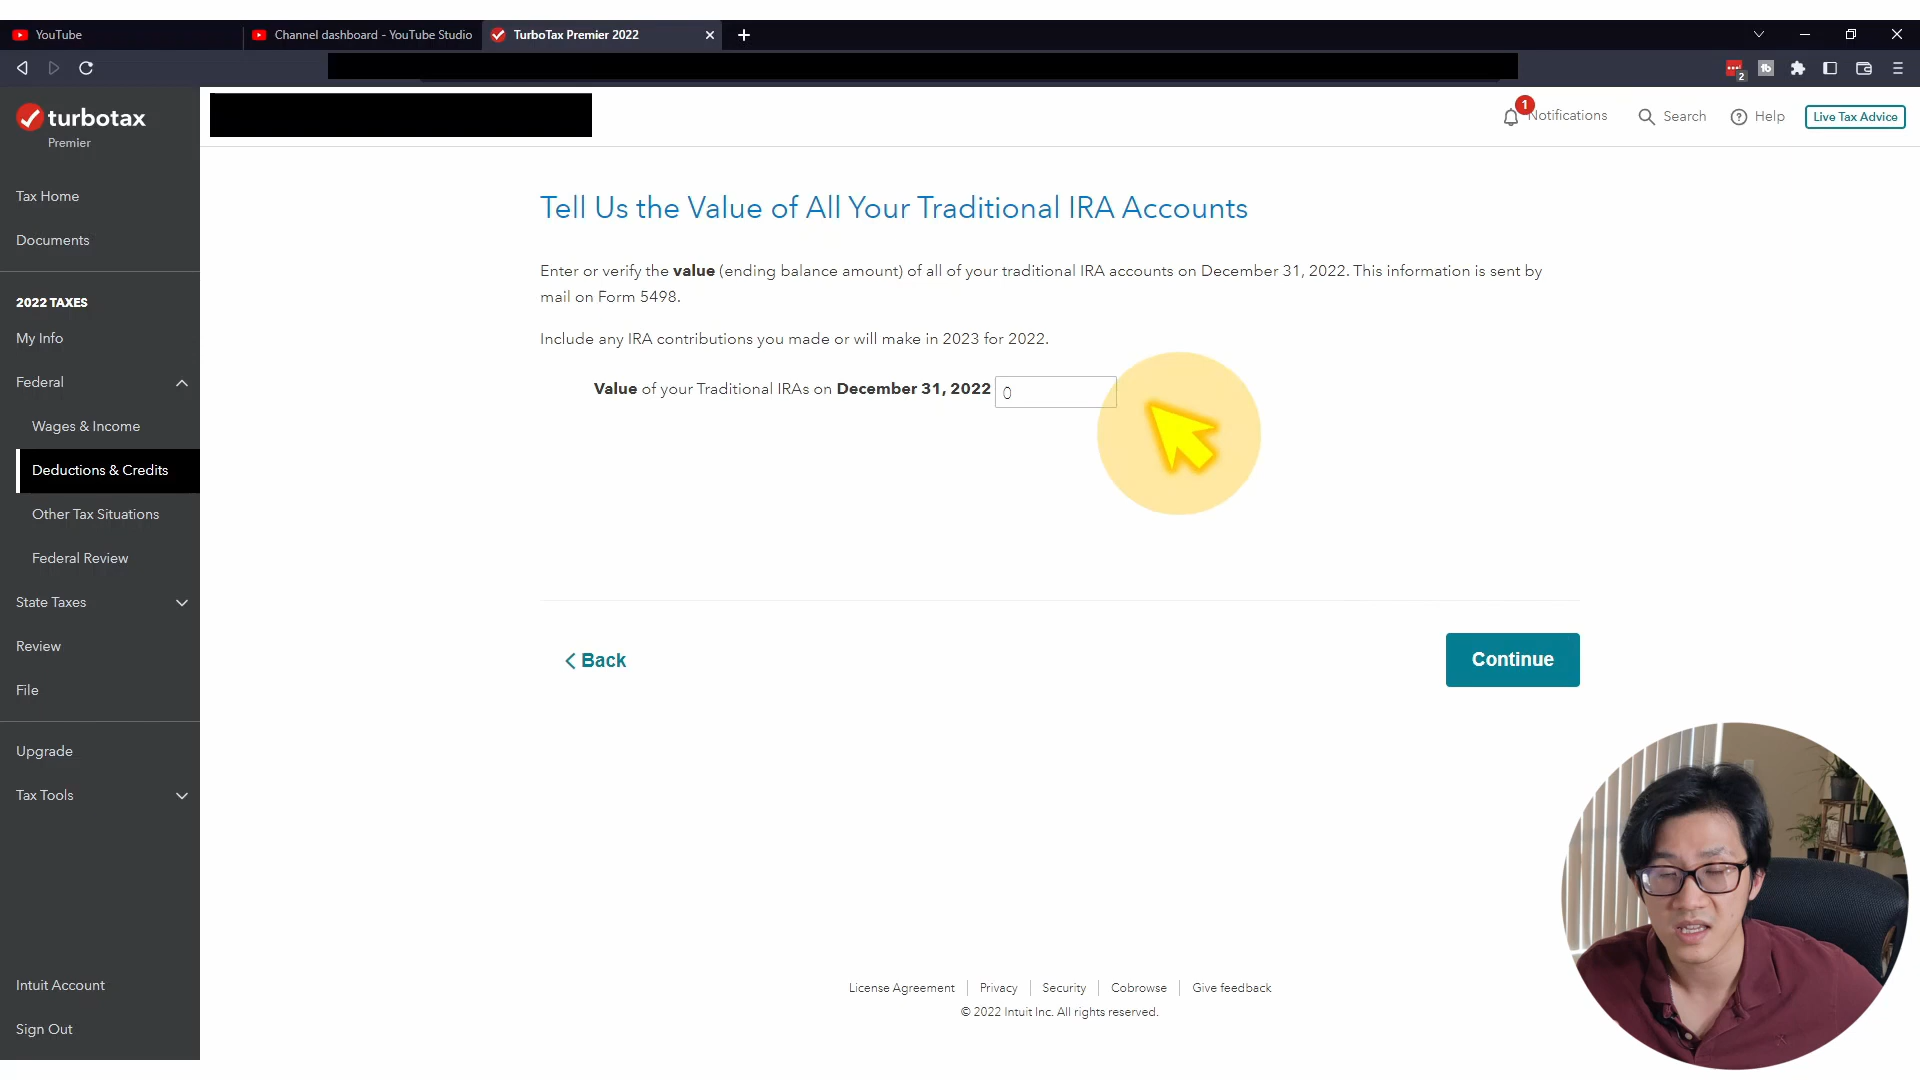 YouTube
Channel dashboard - YouTube Studio
TurboTax Premier 2022
2
turbotax
Premier
1
Notifications
Search
Help
Live Tax Advice
Tax Home
Documents
2022 TAXES
My Info
Federal
Wages & Income
Deductions & Credits
Other Tax Situations
Federal Review
State Taxes
Review
File
Upgrade
Tax Tools
Intuit Account
Sign Out
Tell Us the Value of All Your Traditional IRA Accounts
Enter or verify the value (ending balance amount) of all of your traditional IRA accounts on December 31, 2022. This information is sent by
mail on Form 5498.
Include any IRA contributions you made or will make in 2023 for 2022.
Value of your Traditional IRAs on December 31, 2022 0
Back
Continue
License Agreement Privacy Security Cobrowse Give feedback
© 2022 Intuit Inc. All rights reserved.